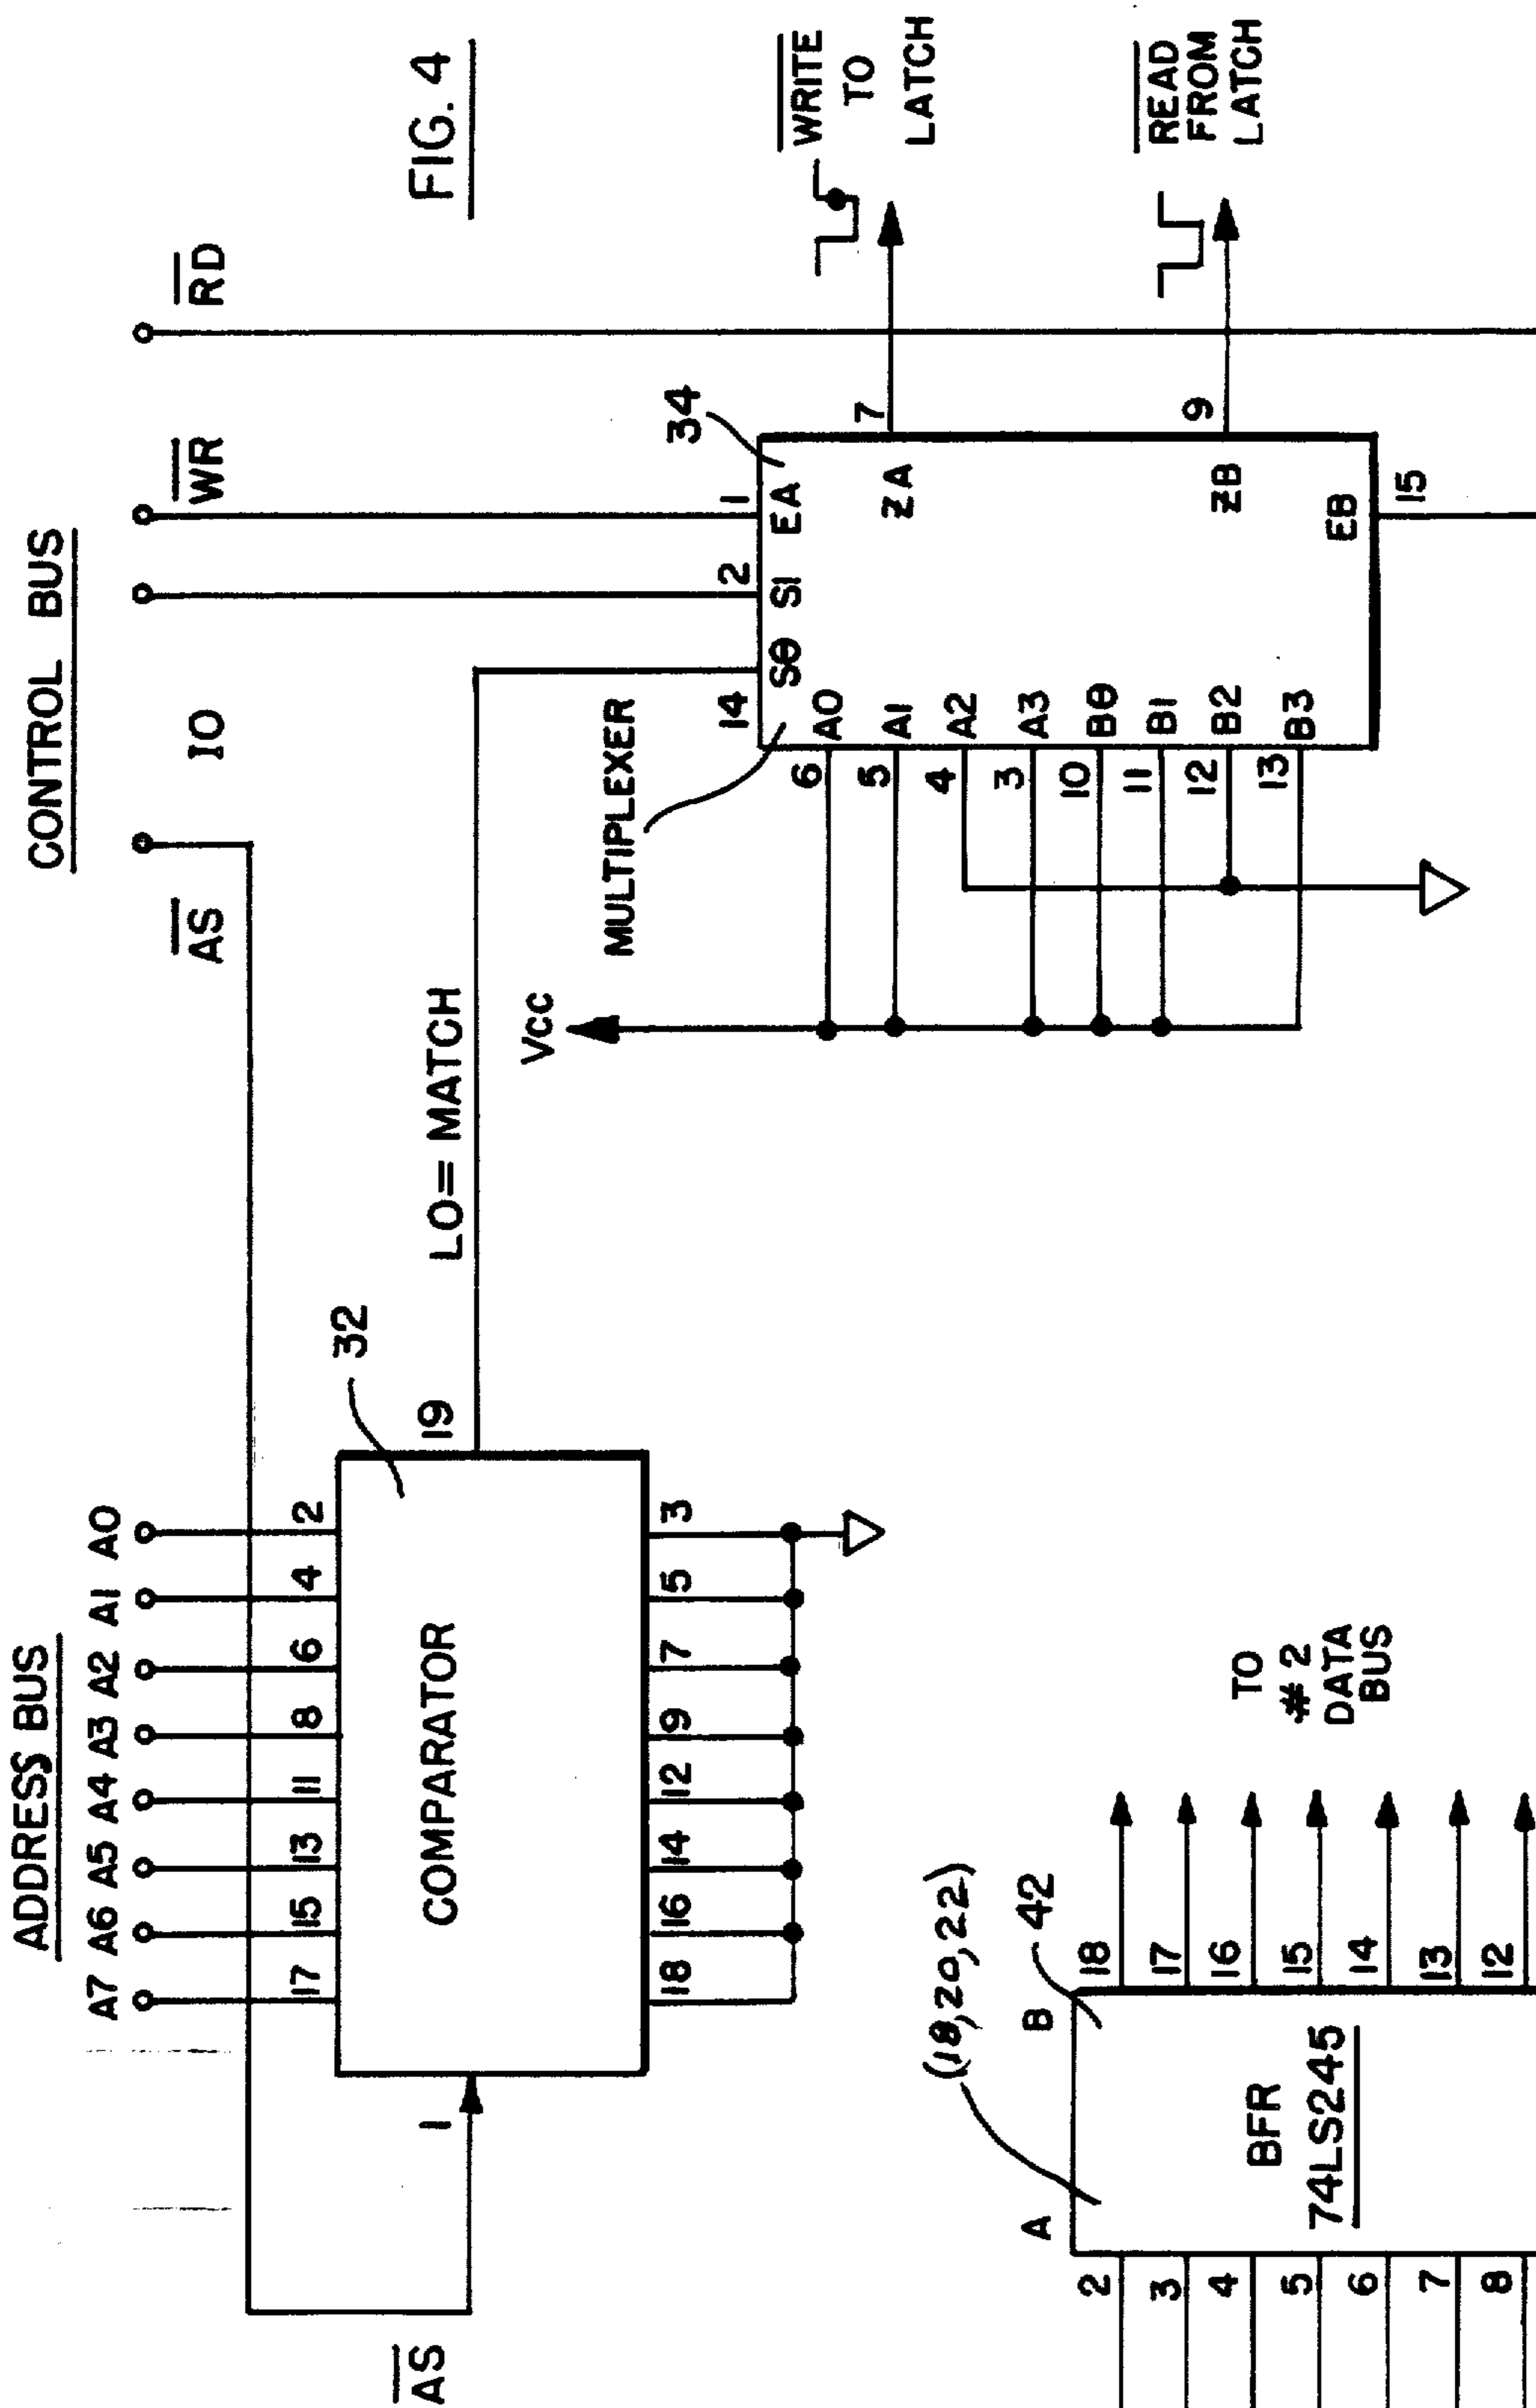 FIG. 4
CONTROL BUS
AS
IO
WR
RD
ADDRESS BUS
A7 A6 A5 A4 A3 A2 A1 A0
17 15 13 11 8 6 4 2
AS
1
COMPARATOR
32
19
LO= MATCH
18 16 14 12 19 7 5 3
MULTIPLEXER
34
14 2 1
SO S1 EA
Vcc
6 A0
5 A1
4 A2
3 A3
10 B0
11 B1
12 B2
13 B3
ZA 7
ZB 9
EB
15
WRITE
TO
LATCH
READ
FROM
LATCH
(18,20,22)
42
A B
BFR
74LS245
2 18
3 17
4 16
5 15
6 14
7 13
8 12
TO
#2
DATA
BUS